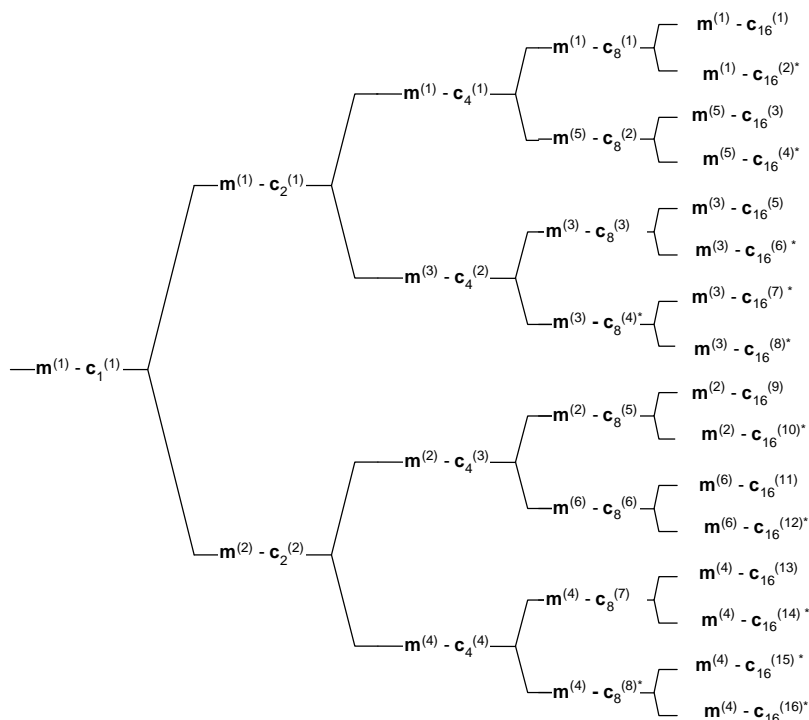 m(1) - c16(1)
m(1) - c8(1)
m(1) - c16(2)*
m(1) - c4(1)
m(5) - c16(3)
m(5) - c8(2)
m(5) - c16(4)*
m(1) - c2(1)
m(3) - c16(5)
m(3) - c8(3)
m(3) - c16(6) *
m(3) - c4(2)
m(3) - c16(7) *
m(3) - c8(4)*
m(3) - c16(8)*
m(1) - c1(1)
m(2) - c16(9)
m(2) - c8(5)
m(2) - c16(10)*
m(2) - c4(3)
m(6) - c16(11)
m(6) - c8(6)
m(6) - c16(12)*
m(2) - c2(2)
m(4) - c16(13)
m(4) - c8(7)
m(4) - c16(14) *
m(4) - c4(4)
m(4) - c16(15) *
m(4) - c8(8)*
m(4) - c16(16)*